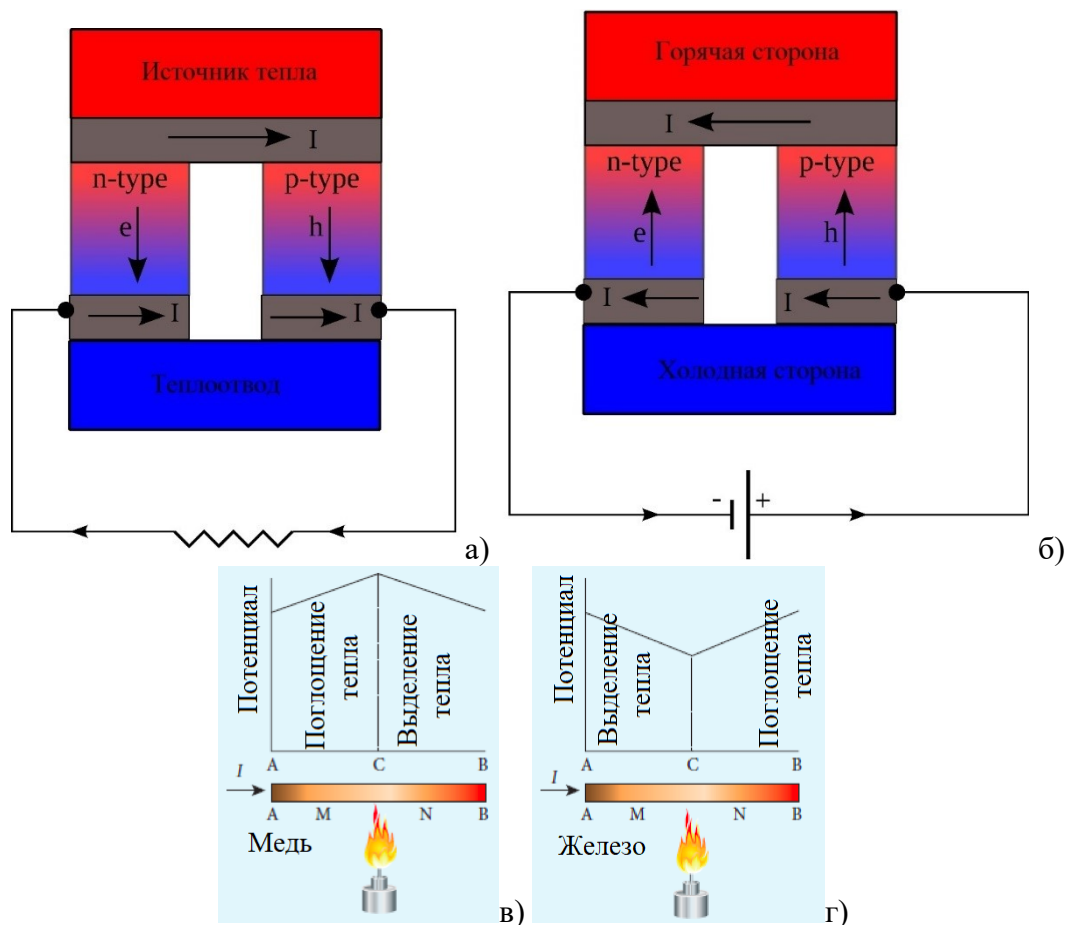 Источник тепла
I
n-type
p-type
e
h
I
I
Теплоотвод
а)
Горячая сторона
I
n-type
p-type
e
h
I
I
Холодная сторона
- +
б)
Потенциал
Поглощение
тепла
Выделение
тепла
A C B
I
A M N B
Медь
в)
Потенциал
Выделение
тепла
Поглощение
тепла
A C B
I
A M N B
Железо
г)